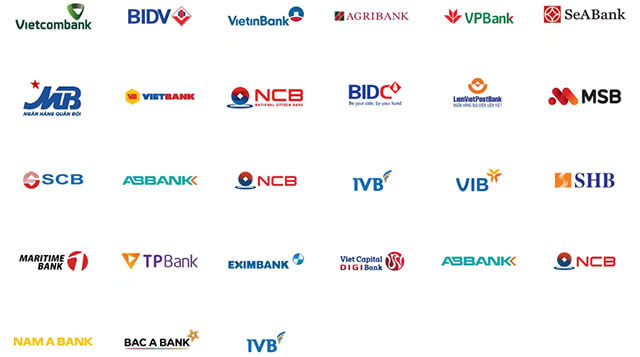 Vietcombank
BIDV
VietinBank
AGRIBANK
VPBank
SeABank
MB
NGÂN HÀNG QUÂN ĐỘI
VB VIETBANK
NCB
NATIONAL CITIZEN BANK
BIDC
Be your side, by your hand
LienVietPostBank
NGÂN HÀNG BƯU ĐIỆN LIÊN VIỆT
MSB
SCB
ABBANK
NCB
IVB
VIB
SHB
MARITIME
BANK
TPBank
EXIMBANK
Viet Capital
DIGIBank
ABBANK
NCB
NAM A BANK
BAC A BANK
IVB